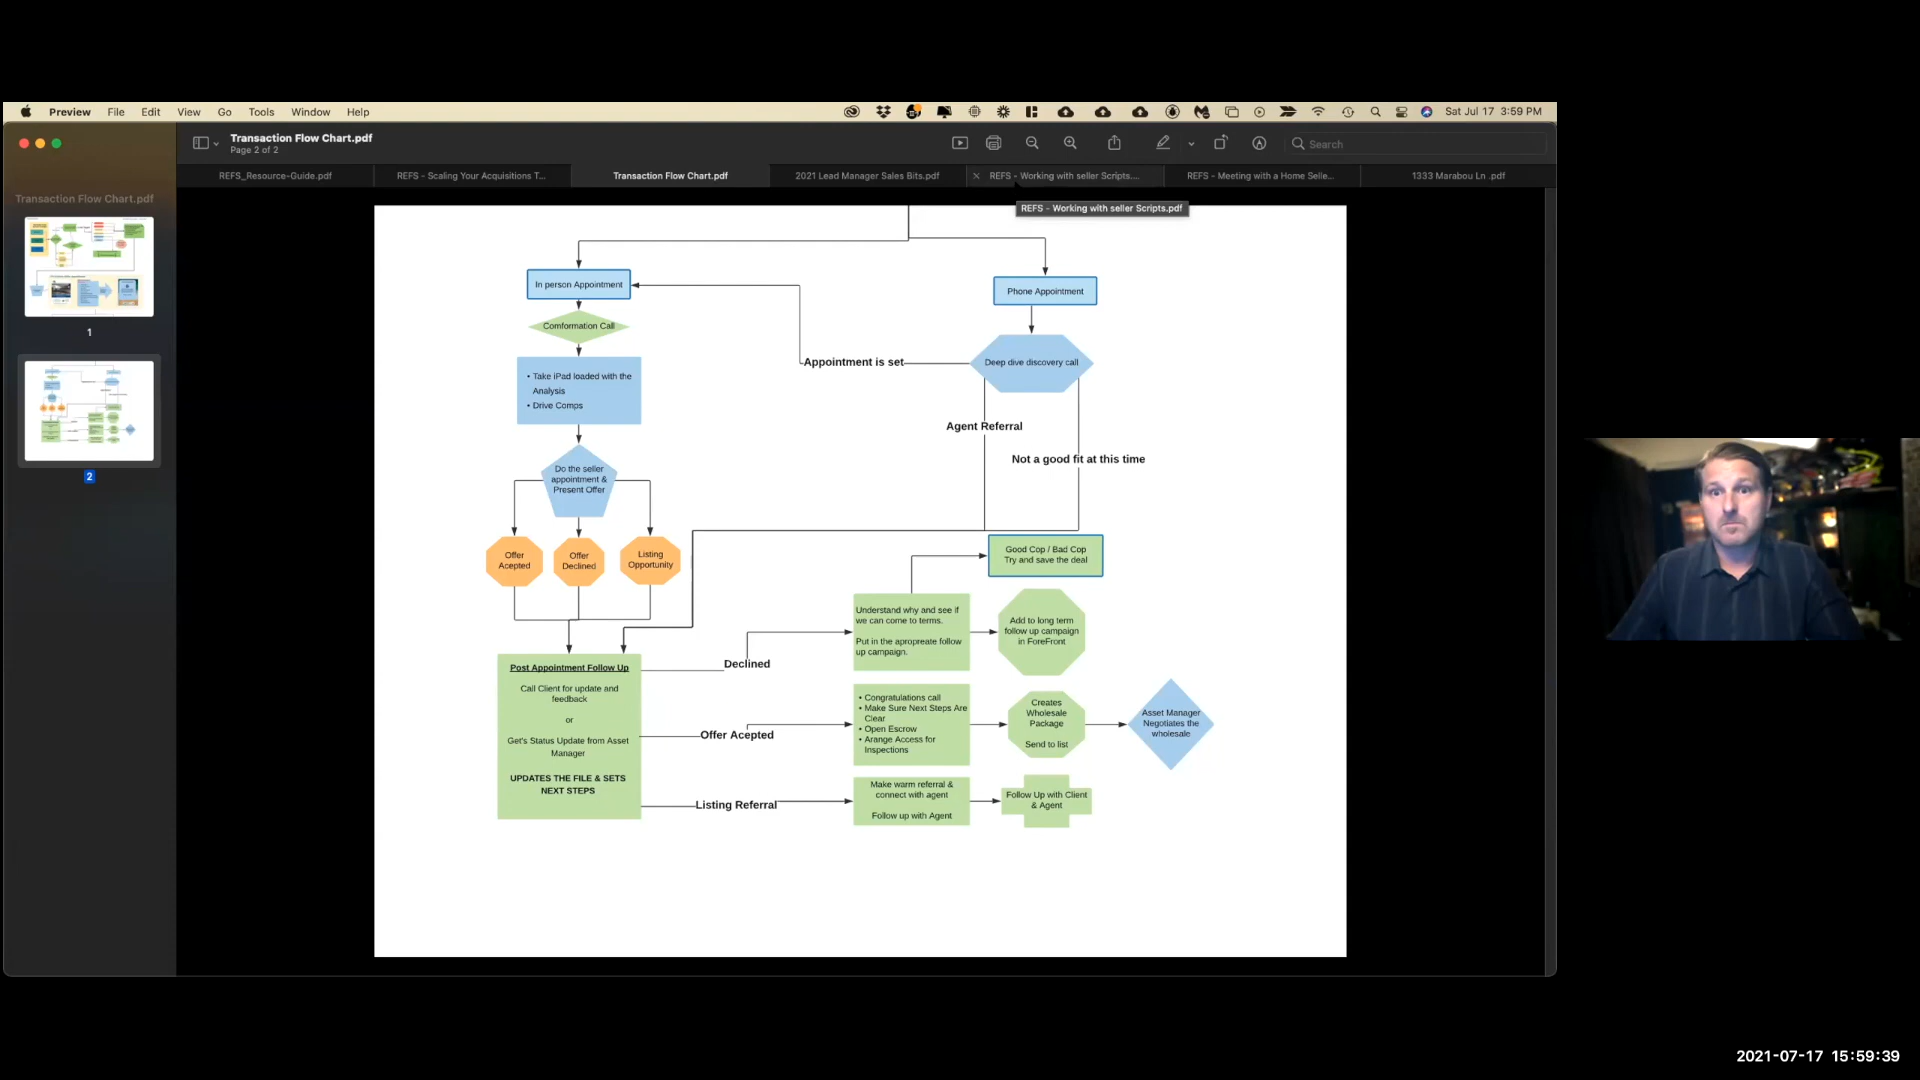 Preview File Edit View Go Tools Window Help
Sat Jul 17 3:59 PM
Transaction Flow Chart.pdf
Page 2 of 2
Search
REFS_Resource-Guide.pdf
REFS - Scaling Your Acquisitions T...
Transaction Flow Chart.pdf
2021 Lead Manager Sales Bits.pdf
REFS - Working with seller Scripts....
REFS - Meeting with a Home Selle...
1333 Marabou Ln .pdf
REFS - Working with seller Scripts.pdf
Transaction Flow Chart.pdf
1
2
In person Appointment
Phone Appointment
Comformation Call
Deep dive discovery call
Appointment is set
• Take iPad loaded with the
Analysis
• Drive Comps
Agent Referral
Not a good fit at this time
Do the seller
appointment &
Present Offer
Offer
Acepted
Offer
Declined
Listing
Opportunity
Good Cop / Bad Cop
Try and save the deal
Post Appointment Follow Up
Call Client for update and
feedback
or
Get's Status Update from Asset
Manager
UPDATES THE FILE & SETS
NEXT STEPS
Declined
Understand why and see if
we can come to terms.
Put in the apropreate follow
up campaign.
Add to long term
follow up campaign
in ForeFront
Offer Acepted
• Congratulations call
• Make Sure Next Steps Are
Clear
• Open Escrow
• Arange Access for
Inspections
Creates
Wholesale
Package
Send to list
Asset Manager
Negotiates the
wholesale
Listing Referral
Make warm referral &
connect with agent
Follow up with Agent
Follow Up with Client
& Agent
2021-07-17 15:59:39